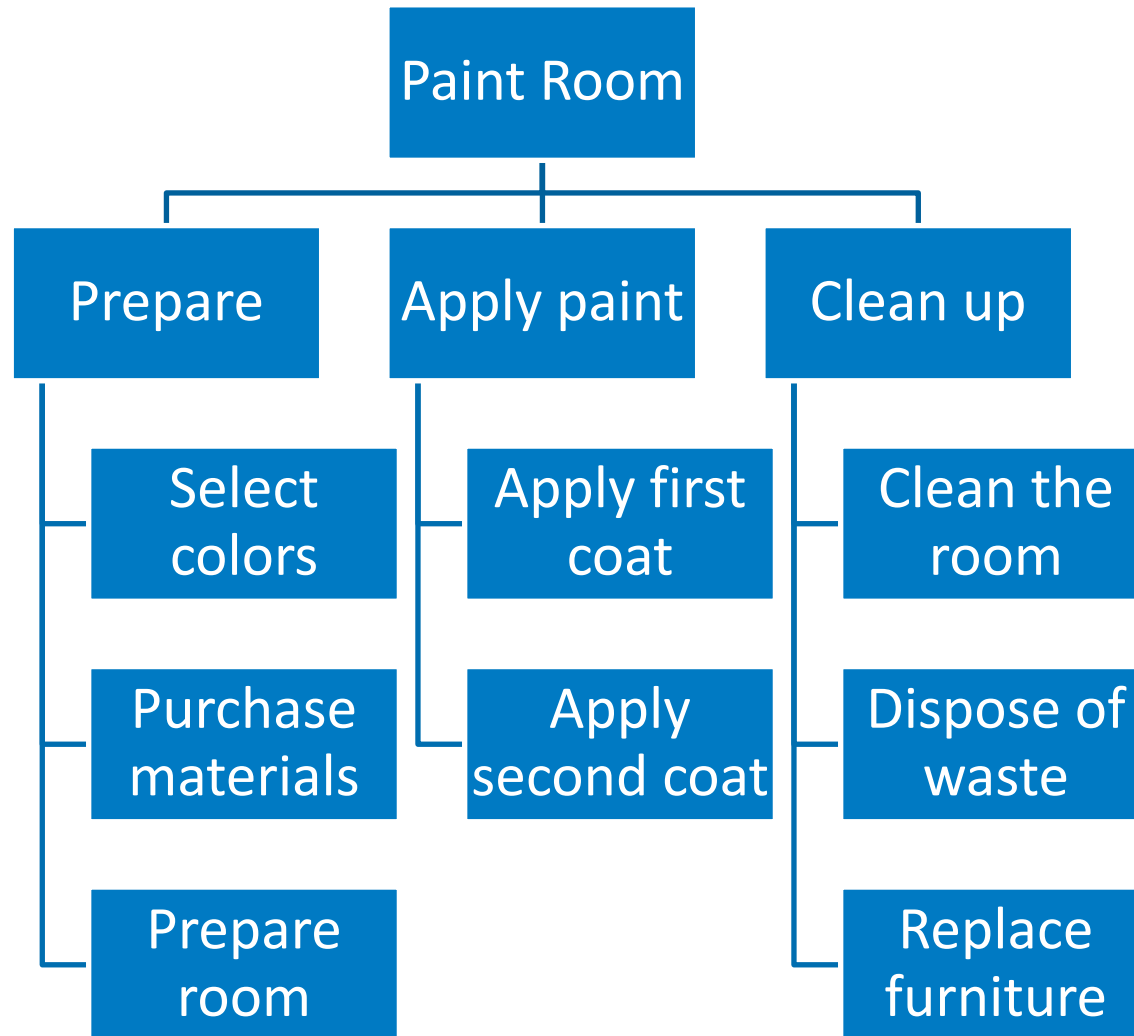 Paint Room
Prepare
Apply paint
Clean up
Select
colors
Apply first
coat
Clean the
room
Purchase
materials
Apply
second coat
Dispose of
waste
Prepare
room
Replace
furniture